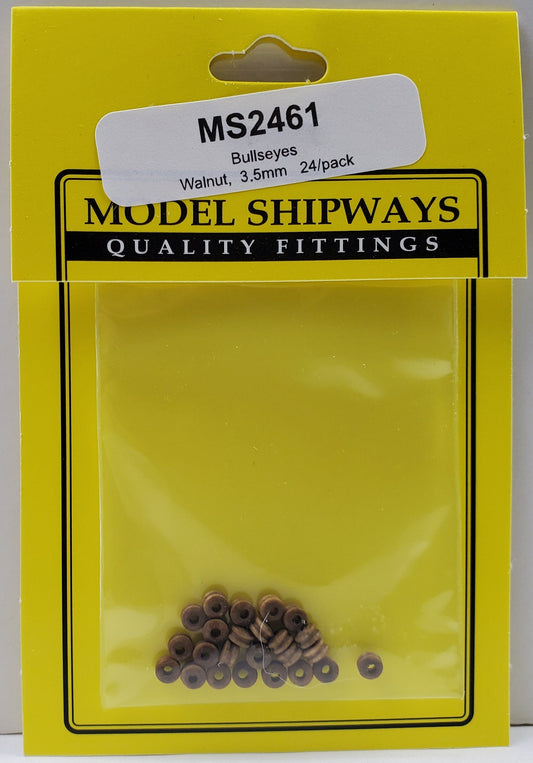 MS2461
Bullseyes
Walnut, 3.5mm 24/pack
MODEL SHIPWAYS
QUALITY FITTINGS